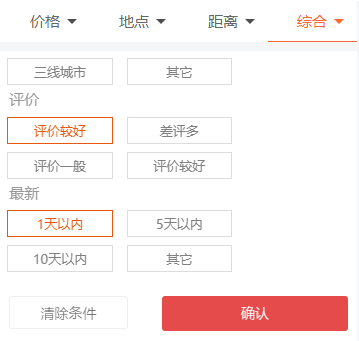 价格 地点 距离 综合
三线城市 其它
评价
评价较好 差评多
评价一般 评价较好
最新
1天以内 5天以内
10天以内 其它
清除条件 确认